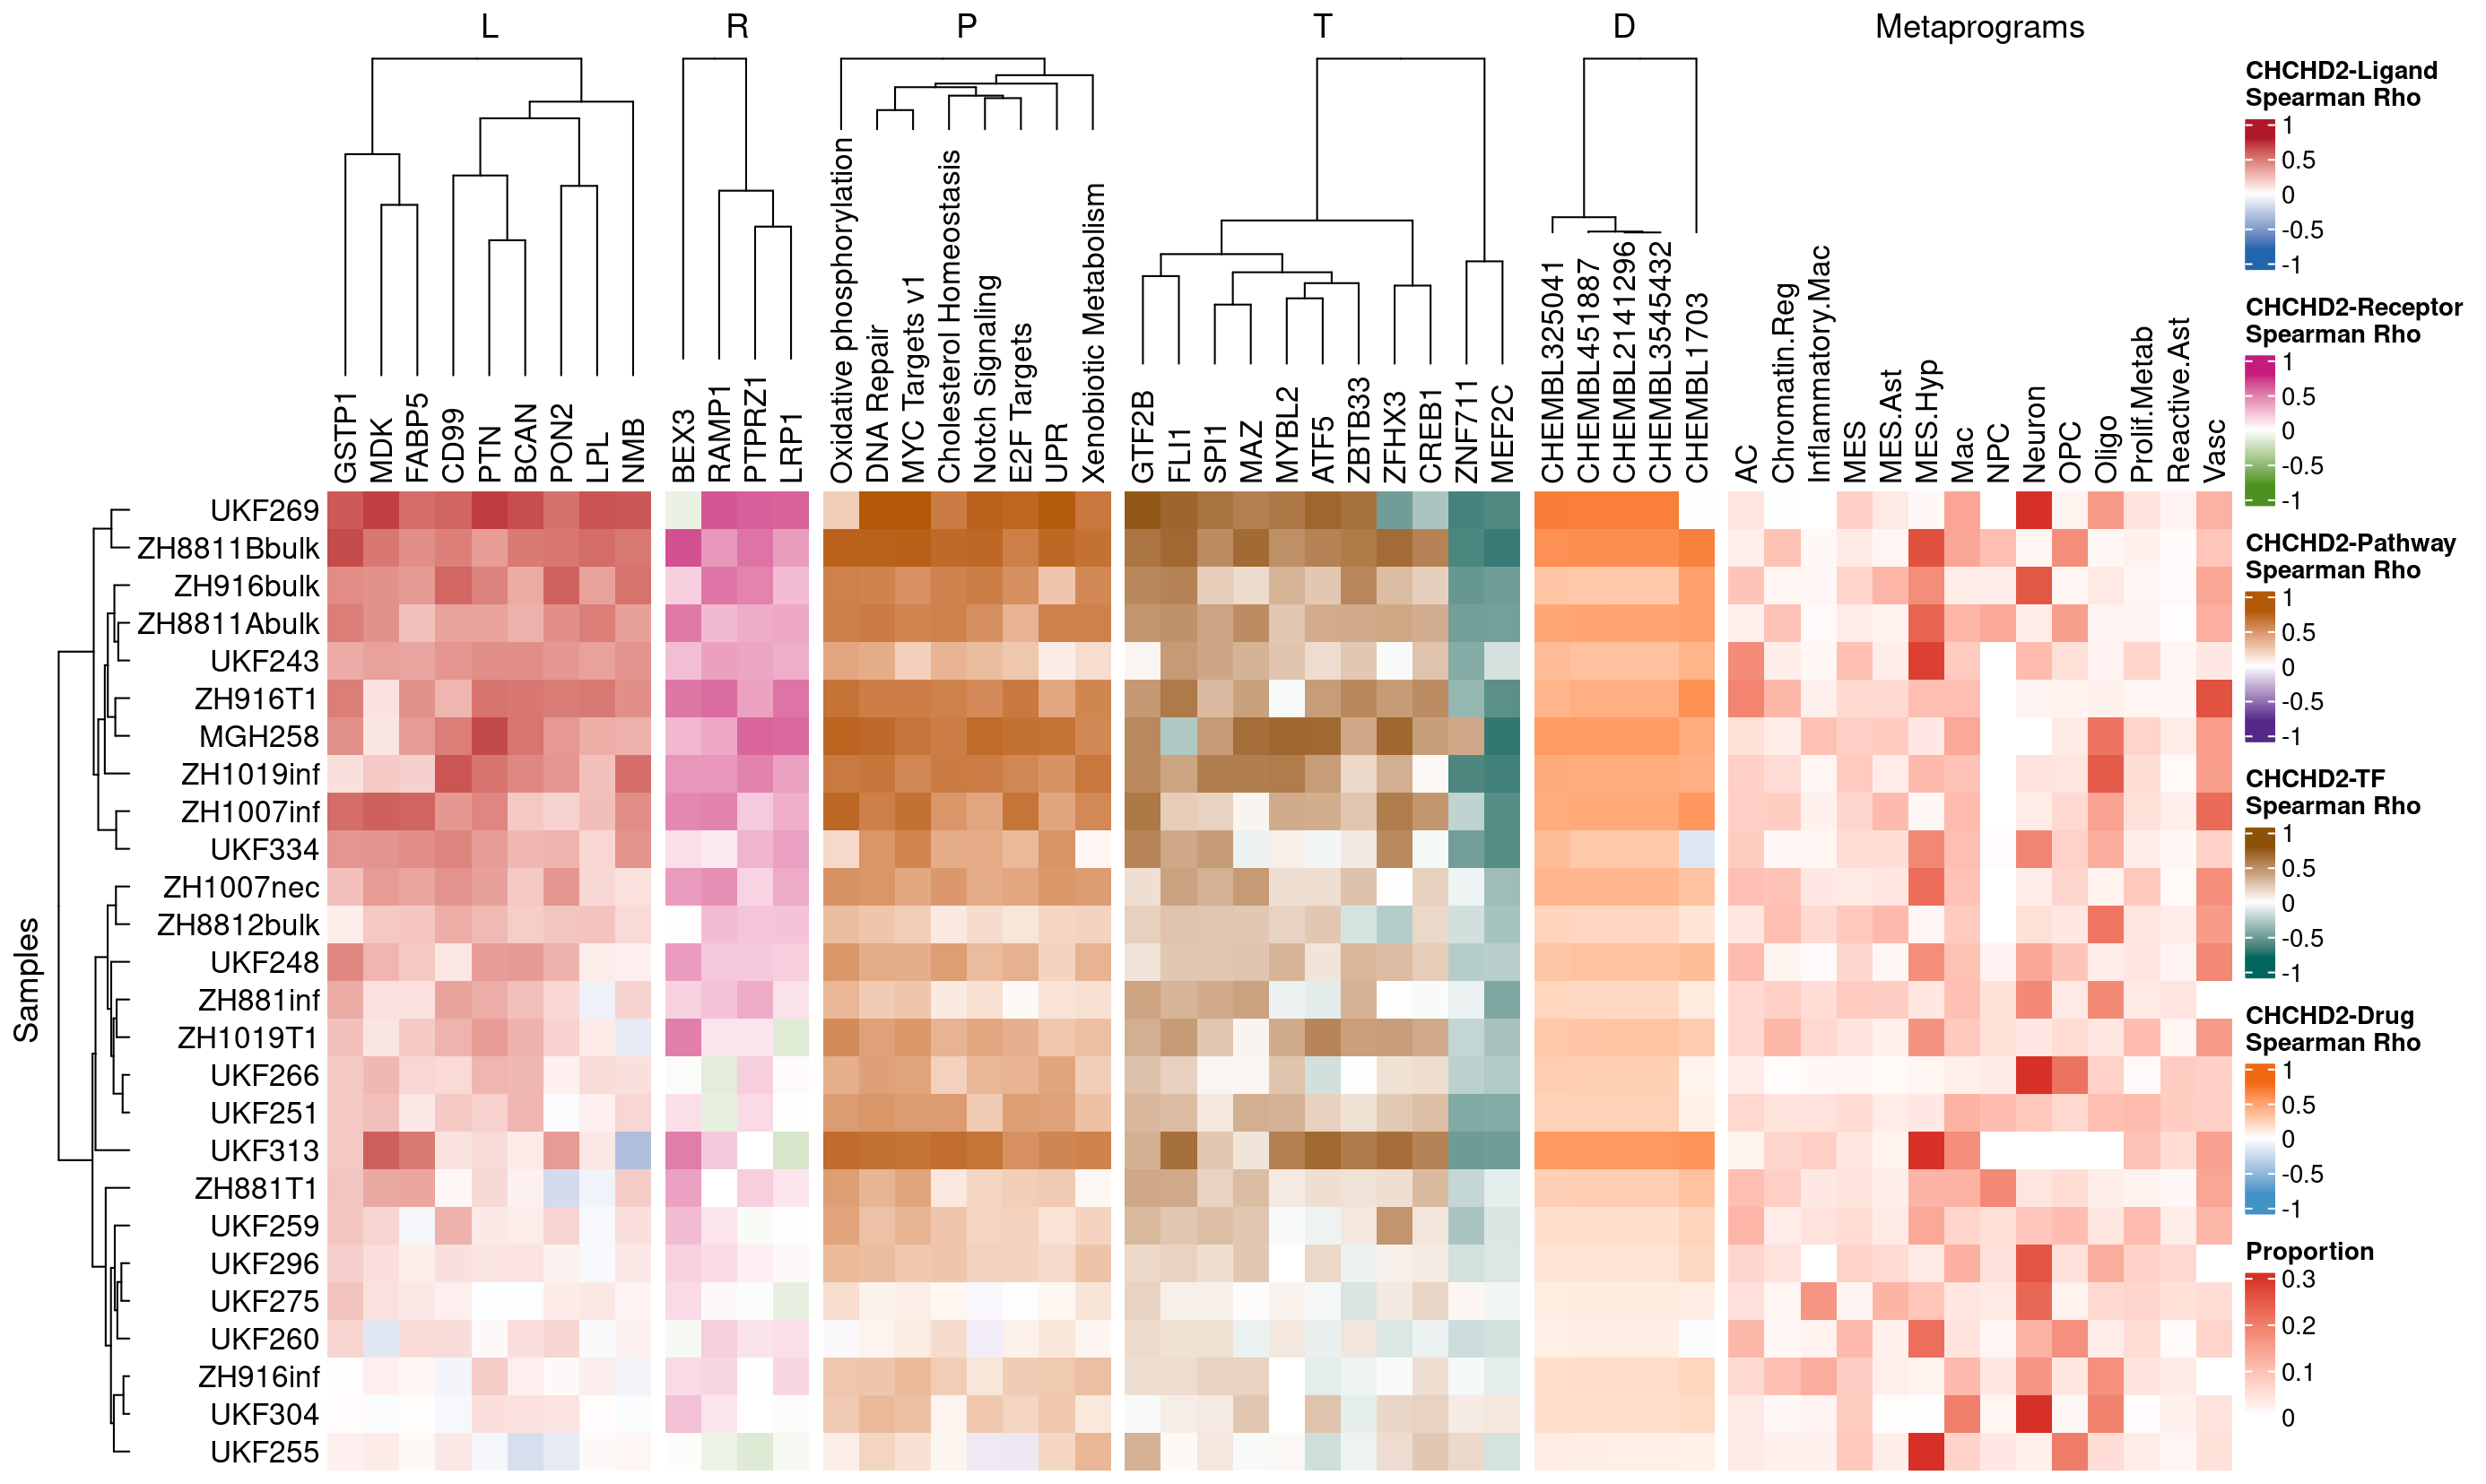 L R P T D Metaprograms
GSTP1
MDK
FABP5
CD99
PTN
BCAN
PON2
LPL
NMB
BEX3
RAMP1
PTPRZ1
LRP1
Oxidative phosphorylation
DNA Repair
MYC Targets v1
Cholesterol Homeostasis
Notch Signaling
E2F Targets
UPR
Xenobiotic Metabolism
GTF2B
FLI1
SPI1
MAZ
MYBL2
ATF5
ZBTB33
ZFHX3
CREB1
ZNF711
MEF2C
CHEMBL325041
CHEMBL451887
CHEMBL2141296
CHEMBL3545432
CHEMBL1703
AC
Chromatin.Reg
Inflammatory.Mac
MES
MES.Ast
MES.Hyp
Mac
NPC
Neuron
OPC
Oligo
Prolif.Metab
Reactive.Ast
Vasc
Samples
UKF269
ZH8811Bbulk
ZH916bulk
ZH8811Abulk
UKF243
ZH916T1
MGH258
ZH1019inf
ZH1007inf
UKF334
ZH1007nec
ZH8812bulk
UKF248
ZH881inf
ZH1019T1
UKF266
UKF251
UKF313
ZH881T1
UKF259
UKF296
UKF275
UKF260
ZH916inf
UKF304
UKF255
CHCHD2-Ligand
Spearman Rho
1
0.5
0
-0.5
-1
CHCHD2-Receptor
Spearman Rho
1
0.5
0
-0.5
-1
CHCHD2-Pathway
Spearman Rho
1
0.5
0
-0.5
-1
CHCHD2-TF
Spearman Rho
1
0.5
0
-0.5
-1
CHCHD2-Drug
Spearman Rho
1
0.5
0
-0.5
-1
Proportion
0.3
0.2
0.1
0